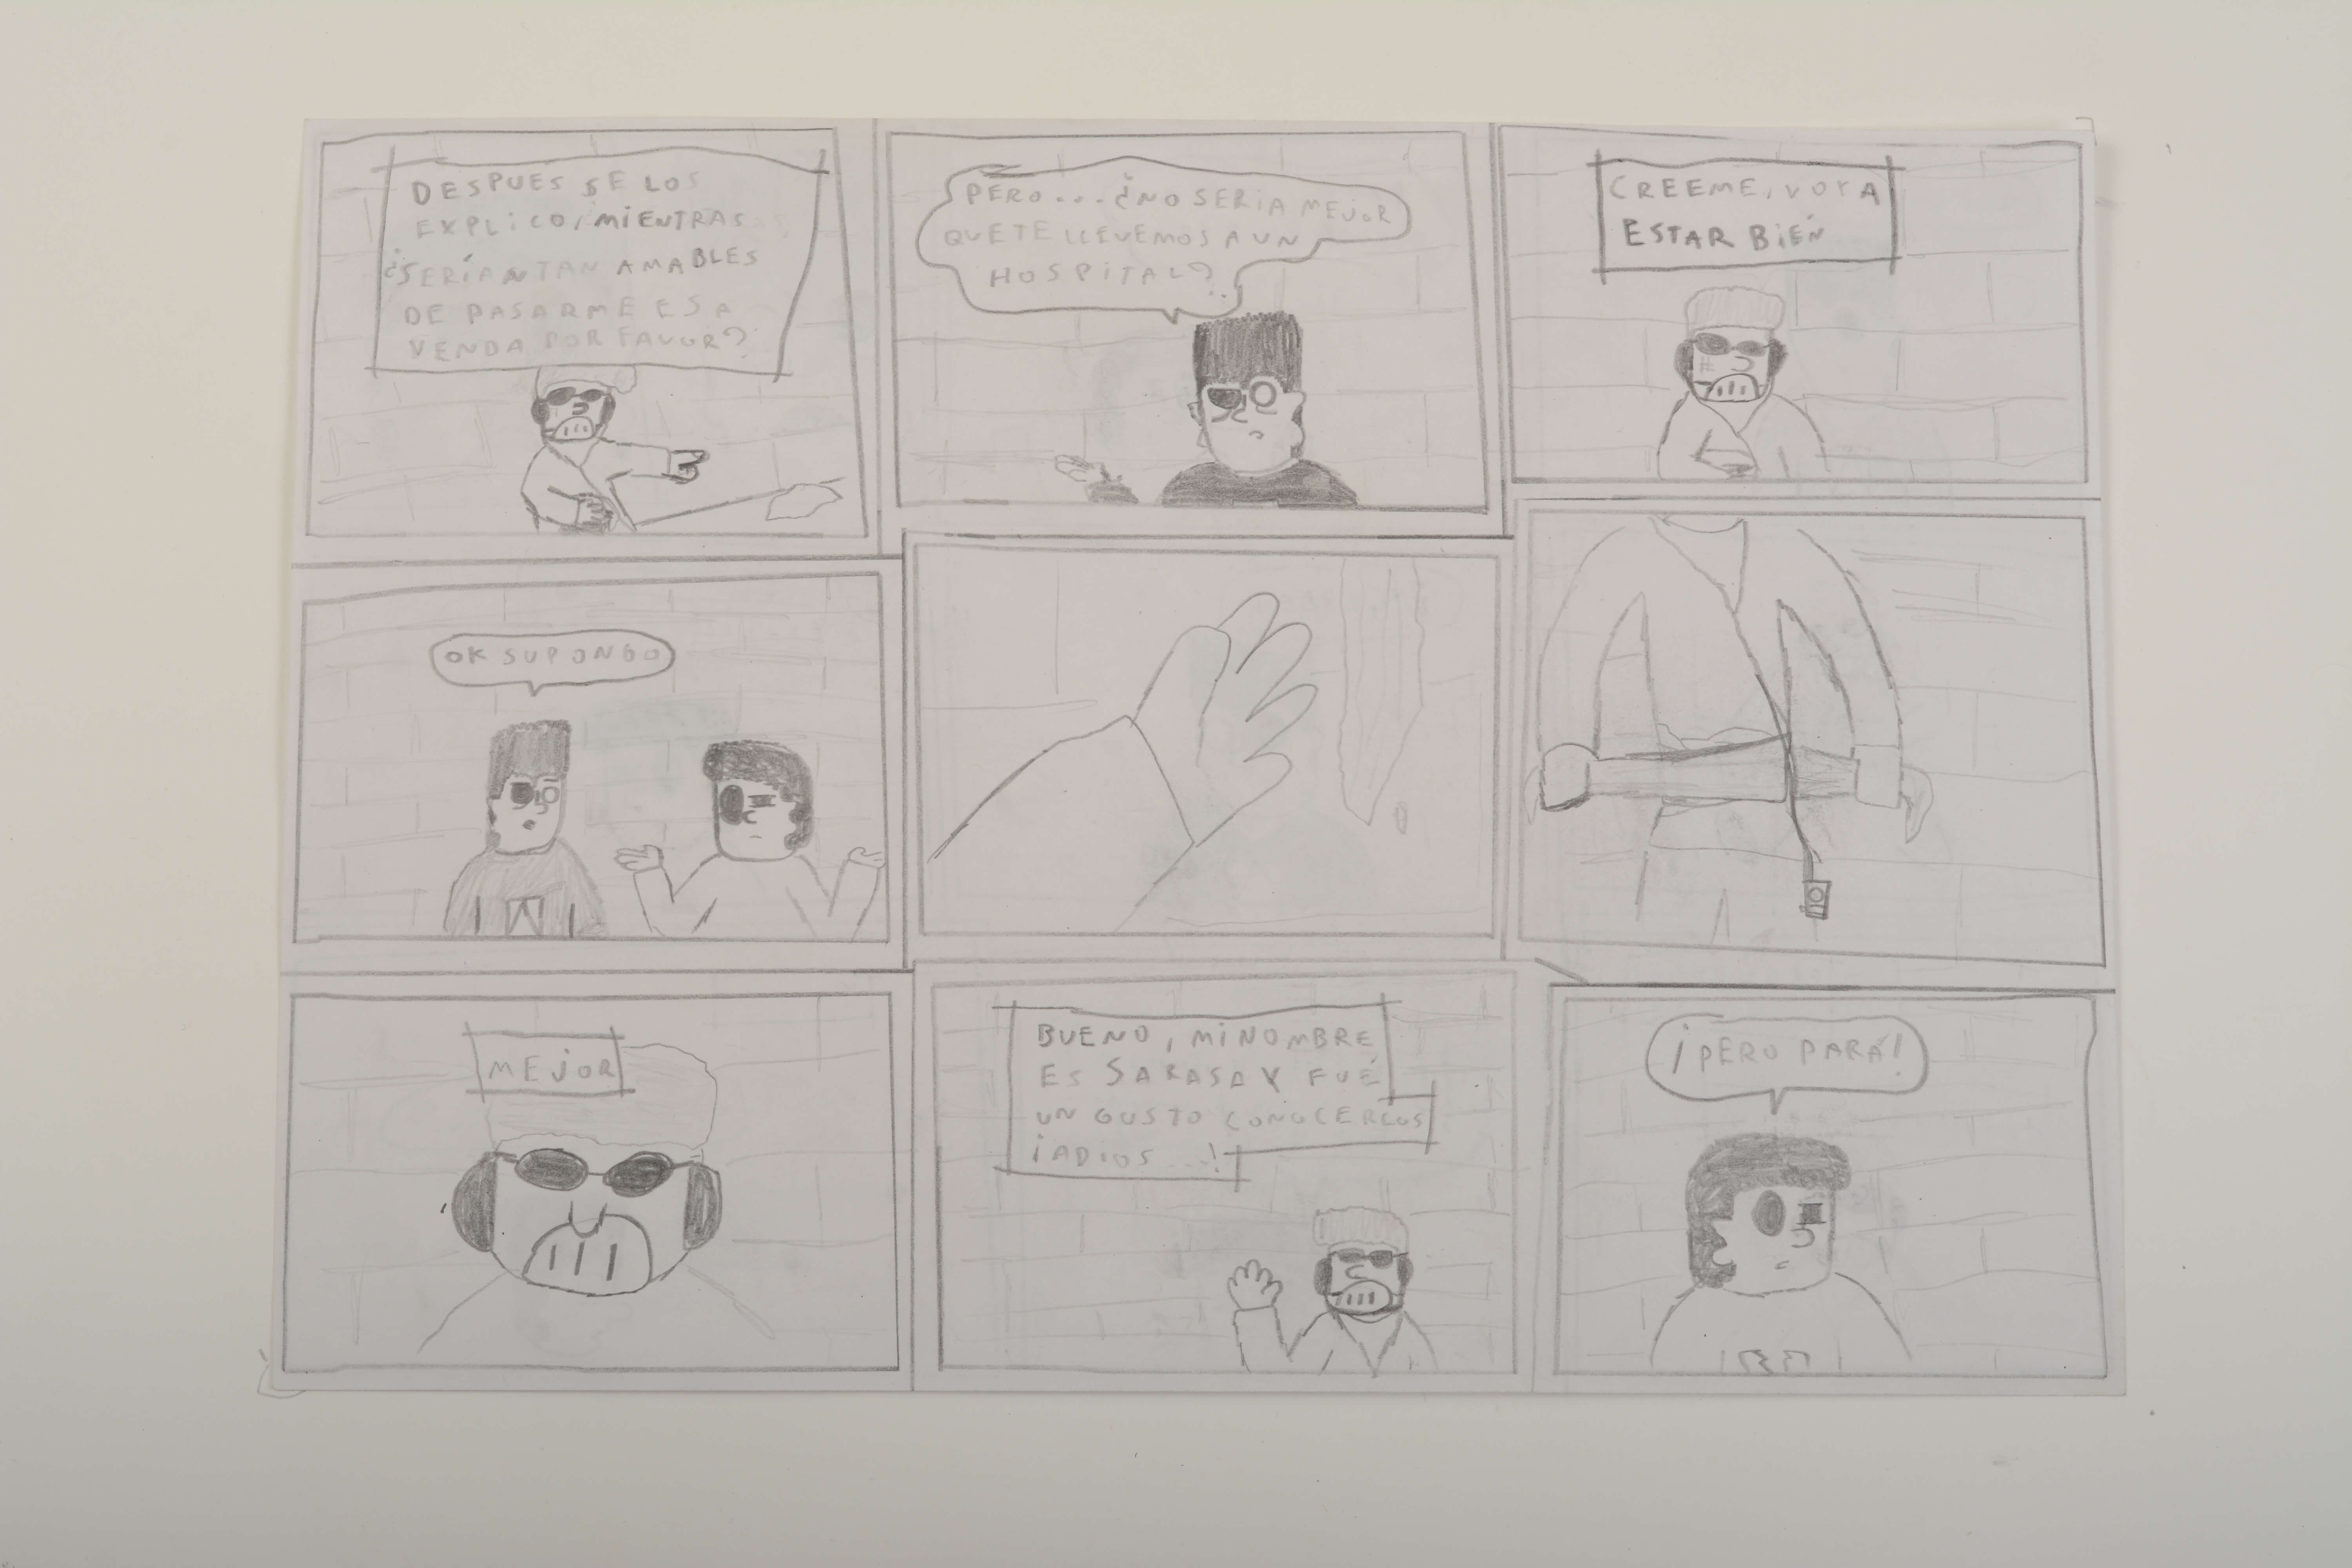 DESPUES SE LOS
EXPLICO, MIENTRAS
¿SERÍAN TAN AMABLES
DE PASARME ESA
VENDA POR FAVOR?
PERO... ¿NO SERIA MEJOR
QUE TE LLEVEMOS A UN
HOSPITAL?
CREEME, VOY A
ESTAR BIÉN
OK SUPONGO
MEJOR
BUENO, MI NOMBRE
ES SARASA Y FUÉ
UN GUSTO CONOCERLOS
¡ADIOS...!
¡PERO PARÁ!